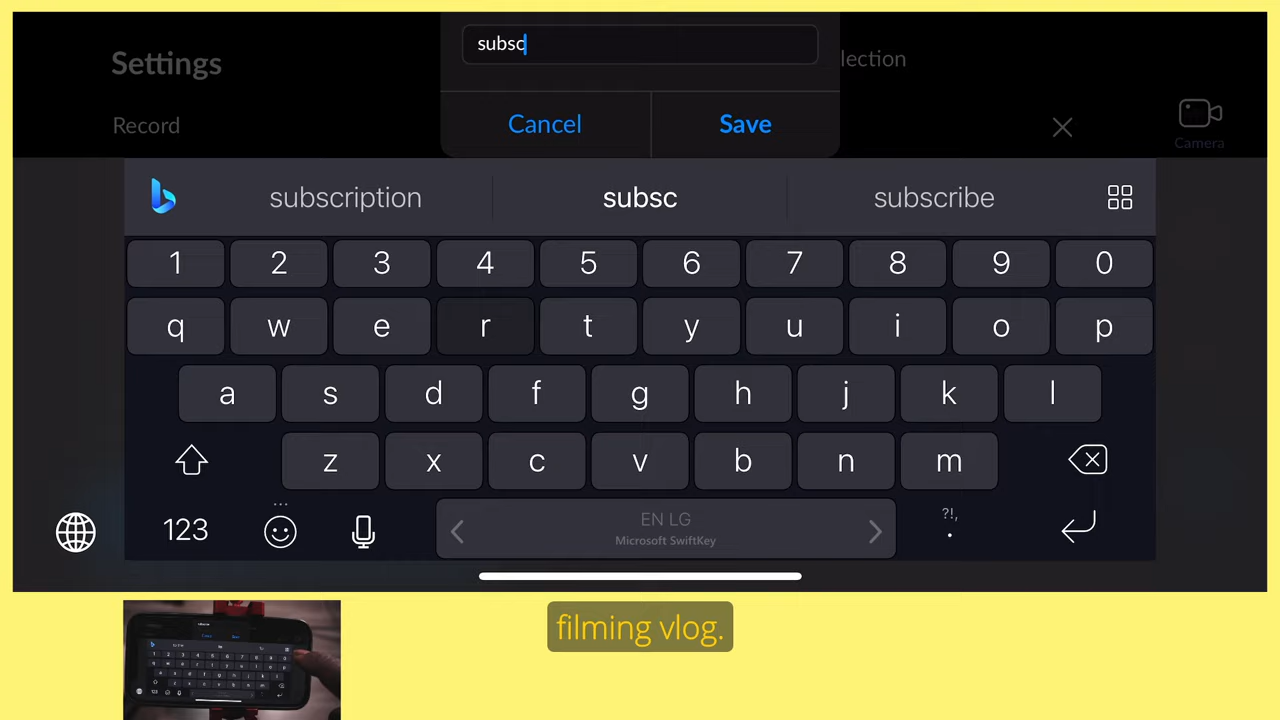 subsc
Settings
lection
Cancel
Save
Record
Camera
subscription
subsc
subscribe
1 2 3 4 5 6 7 8 9 0
q w e r t y u i o p
a s d f g h j k l
z x c v b n m
?!,
123
EN LG
.
Microsoft SwiftKey
filming vlog.